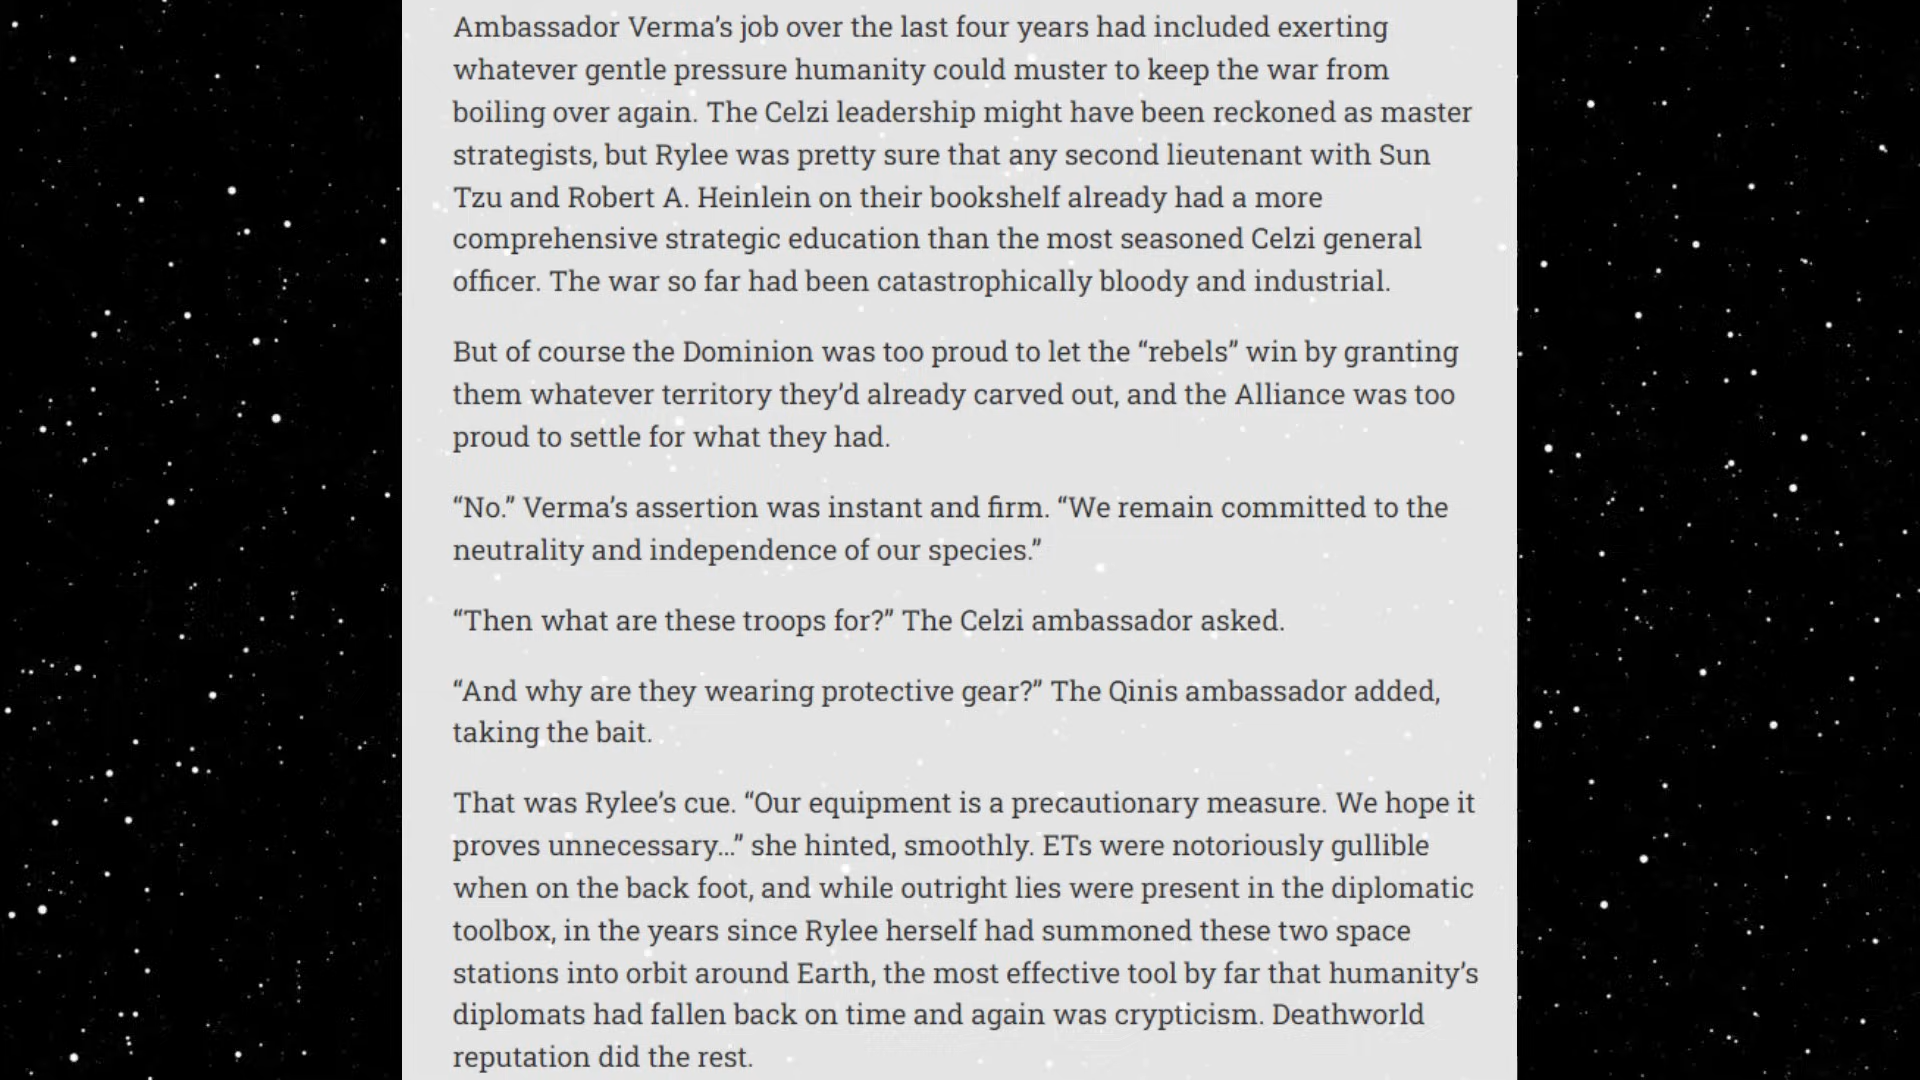 Ambassador Verma’s job over the last four years had included exerting
whatever gentle pressure humanity could muster to keep the war from
boiling over again. The Celzi leadership might have been reckoned as master
strategists, but Rylee was pretty sure that any second lieutenant with Sun
Tzu and Robert A. Heinlein on their bookshelf already had a more
comprehensive strategic education than the most seasoned Celzi general
officer. The war so far had been catastrophically bloody and industrial.
But of course the Dominion was too proud to let the “rebels” win by granting
them whatever territory they’d already carved out, and the Alliance was too
proud to settle for what they had.
“No.” Verma’s assertion was instant and firm. “We remain committed to the
neutrality and independence of our species.”
“Then what are these troops for?” The Celzi ambassador asked.
“And why are they wearing protective gear?” The Qinis ambassador added,
taking the bait.
That was Rylee’s cue. “Our equipment is a precautionary measure. We hope it
proves unnecessary…” she hinted, smoothly. ETs were notoriously gullible
when on the back foot, and while outright lies were present in the diplomatic
toolbox, in the years since Rylee herself had summoned these two space
stations into orbit around Earth, the most effective tool by far that humanity’s
diplomats had fallen back on time and again was crypticism. Deathworld
reputation did the rest.